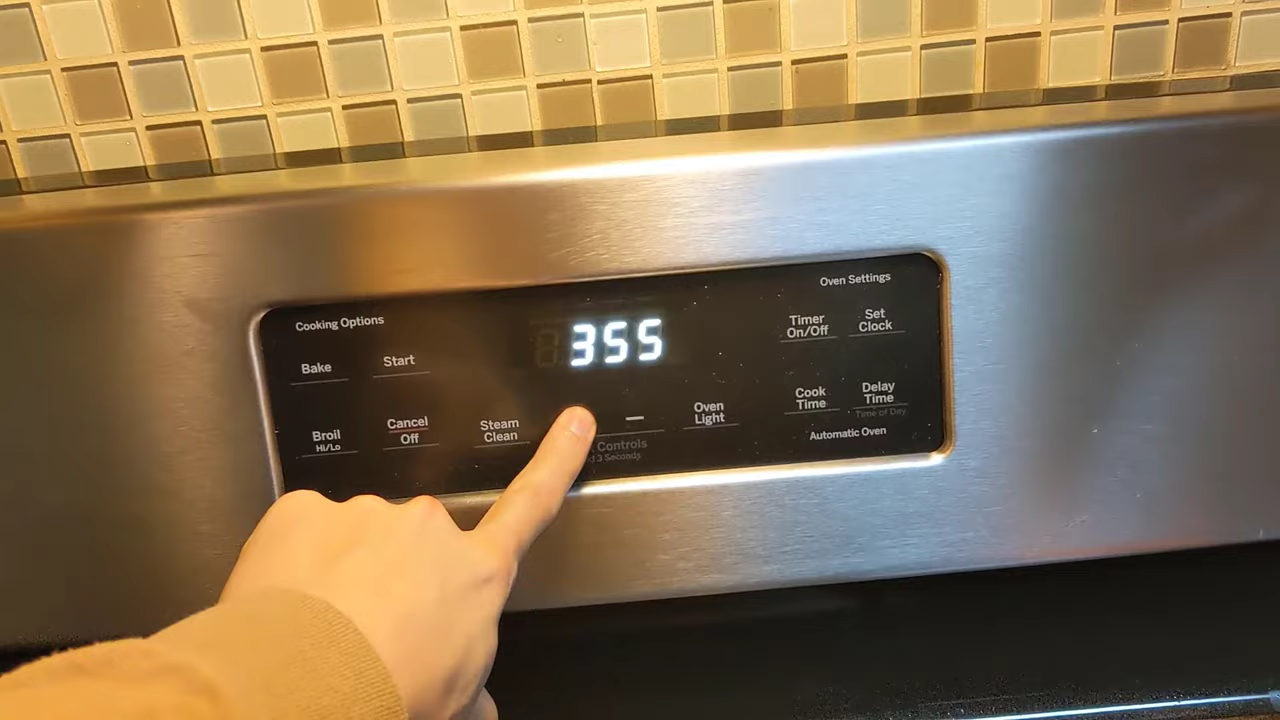 Cooking Options
Oven Settings
355
Bake
Start
Timer
On/Off
Set
Clock
Broil
Hi/Lo
Cancel
Off
Steam
Clean
—
Oven
Light
Cook
Time
Delay
Time
Time of Day
Controls
3 Seconds
Automatic Oven